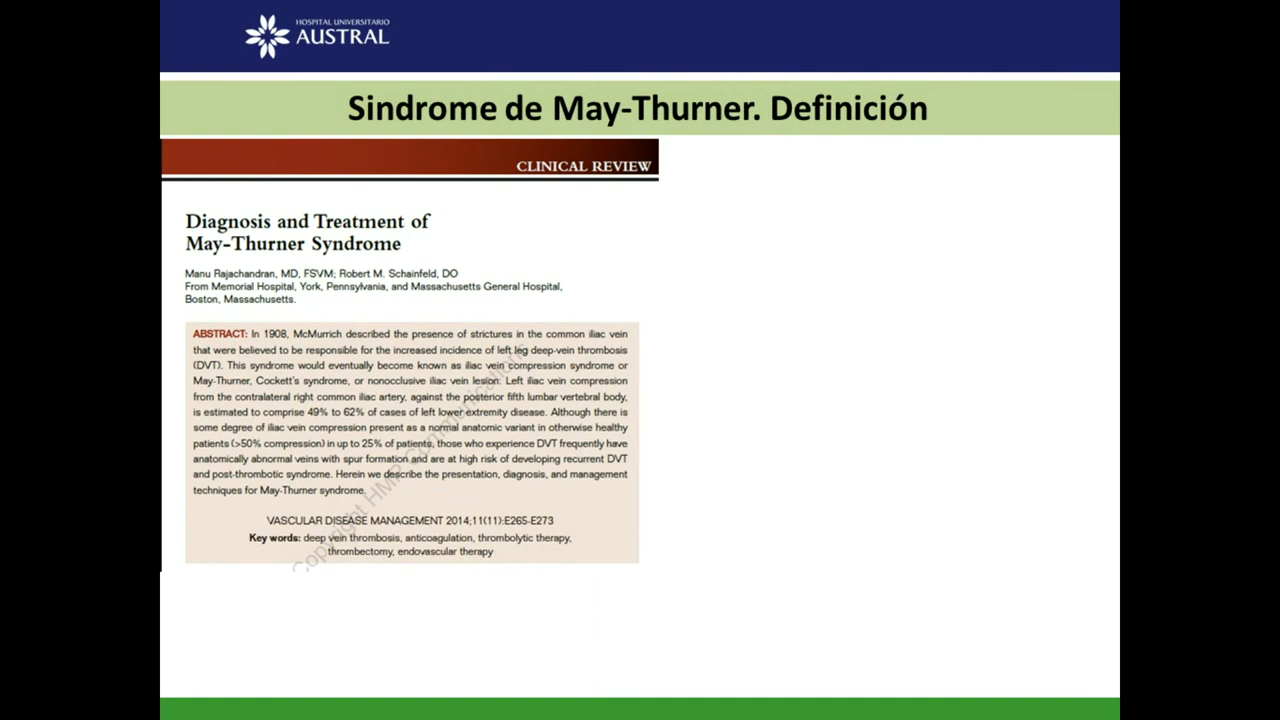 HOSPITAL UNIVERSITARIO
AUSTRAL
Sindrome de May-Thurner. Definición
CLINICAL REVIEW
Diagnosis and Treatment of
May-Thurner Syndrome
Manu Rajachandran, MD, FSVM; Robert M. Schainfeld, DO
From Memorial Hospital, York, Pennsylvania, and Massachusetts General Hospital,
Boston, Massachusetts.
ABSTRACT: In 1908, McMurrich described the presence of strictures in the common iliac vein
that were believed to be responsible for the increased incidence of left leg deep-vein thrombosis
(DVT). This syndrome would eventually become known as iliac vein compression syndrome or
May-Thurner, Cockett's syndrome, or nonocclusive iliac vein lesion. Left iliac vein compression
from the contralateral right common iliac artery, against the posterior fifth lumbar vertebral body,
is estimated to comprise 49% to 62% of cases of left lower extremity disease. Although there is
some degree of iliac vein compression present as a normal anatomic variant in otherwise healthy
patients (>50% compression) in up to 25% of patients, those who experience DVT frequently have
anatomically abnormal veins with spur formation and are at high risk of developing recurrent DVT
and post-thrombotic syndrome. Herein we describe the presentation, diagnosis, and management
techniques for May-Thurner syndrome.
VASCULAR DISEASE MANAGEMENT 2014;11(11):E265-E273
Key words: deep vein thrombosis, anticoagulation, thrombolytic therapy,
thrombectomy, endovascular therapy
Copyright HMP Communications